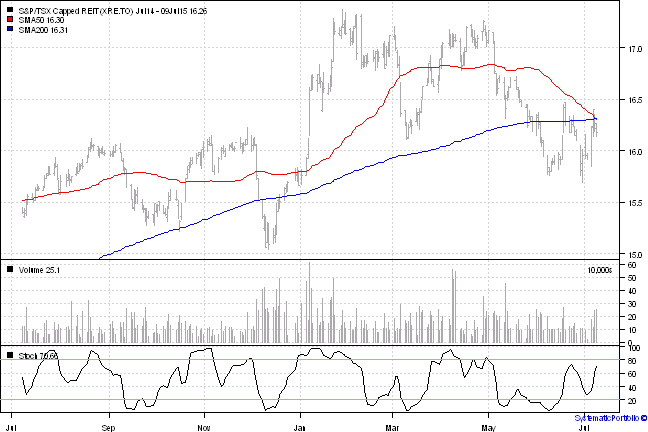 S&P/TSX Capped REIT (XRE.TO) Jul14 - 09Jul15 16.26
SMA50 16.30
SMA200 16.31
17.0
16.5
16.0
15.5
15.0
Volume 25.1
10,000s
60
50
40
30
20
10
0
Stoch 70.66
100
80
60
40
20
Jul Sep Nov Jan Mar May Jul
SystematicPortfolio ©